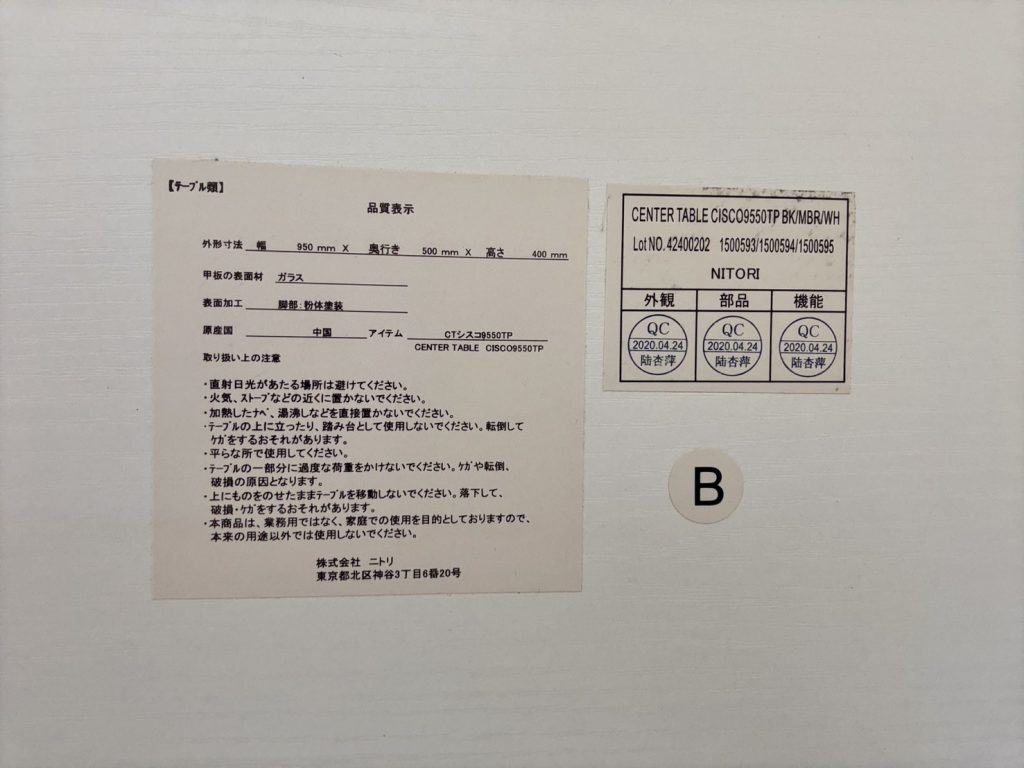 【ﾃｰﾌﾞﾙ類】
品質表示
外形寸法 幅 950 mm X 奥行き 500 mm X 高さ 400 mm
甲板の表面材 ガラス
表面加工 脚部：粉体塗装
原産国 中国 アイテム CTシスコ9550TP
CENTER TABLE CISCO9550TP
取り扱い上の注意
・直射日光があたる場所は避けてください。
・火気、ｽﾄｰﾌﾞなどの近くに置かないでください。
・加熱したﾅﾍﾞ、湯沸しなどを直接置かないでください。
・ﾃｰﾌﾞﾙの上に立ったり、踏み台として使用しないでください。転倒して
ｹｶﾞをするおそれがあります。
・平らな所で使用してください。
・ﾃｰﾌﾞﾙの一部分に過度な荷重をかけないでください。ｹｶﾞや転倒、
破損の原因となります。
・上にものをのせたままﾃｰﾌﾞﾙを移動しないでください。落下して、
破損・ｹｶﾞをするおそれがあります。
・本商品は、業務用ではなく、家庭での使用を目的としておりますので、
本来の用途以外では使用しないでください。
株式会社 ニトリ
東京都北区神谷3丁目6番20号
CENTER TABLE CISCO9550TP BK/MBR/WH
Lot NO. 42400202 1500593/1500594/1500595
NITORI
外観 部品 機能
QC QC QC
2020.04.24 2020.04.24 2020.04.24
陆杏萍 陆杏萍 陆杏萍
B